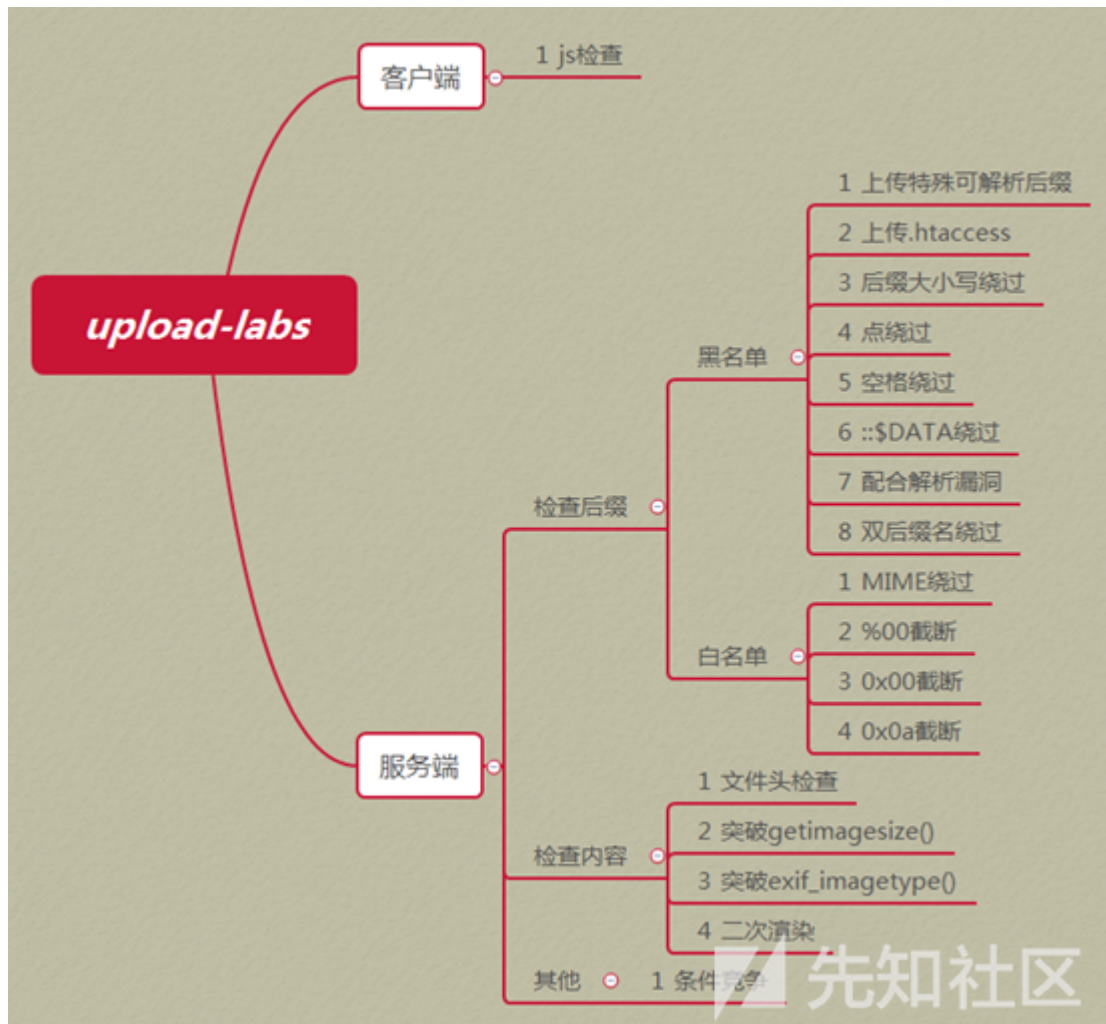 客户端
1 js检查
upload-labs
服务端
检查后缀
黑名单
1 上传特殊可解析后缀
2 上传.htaccess
3 后缀大小写绕过
4 点绕过
5 空格绕过
6 ::$DATA绕过
7 配合解析漏洞
8 双后缀名绕过
白名单
1 MIME绕过
2 %00截断
3 0x00截断
4 0x0a截断
检查内容
1 文件头检查
2 突破getimagesize()
3 突破exif_imagetype()
4 二次渲染
其他
1 条件竞争
先知社区